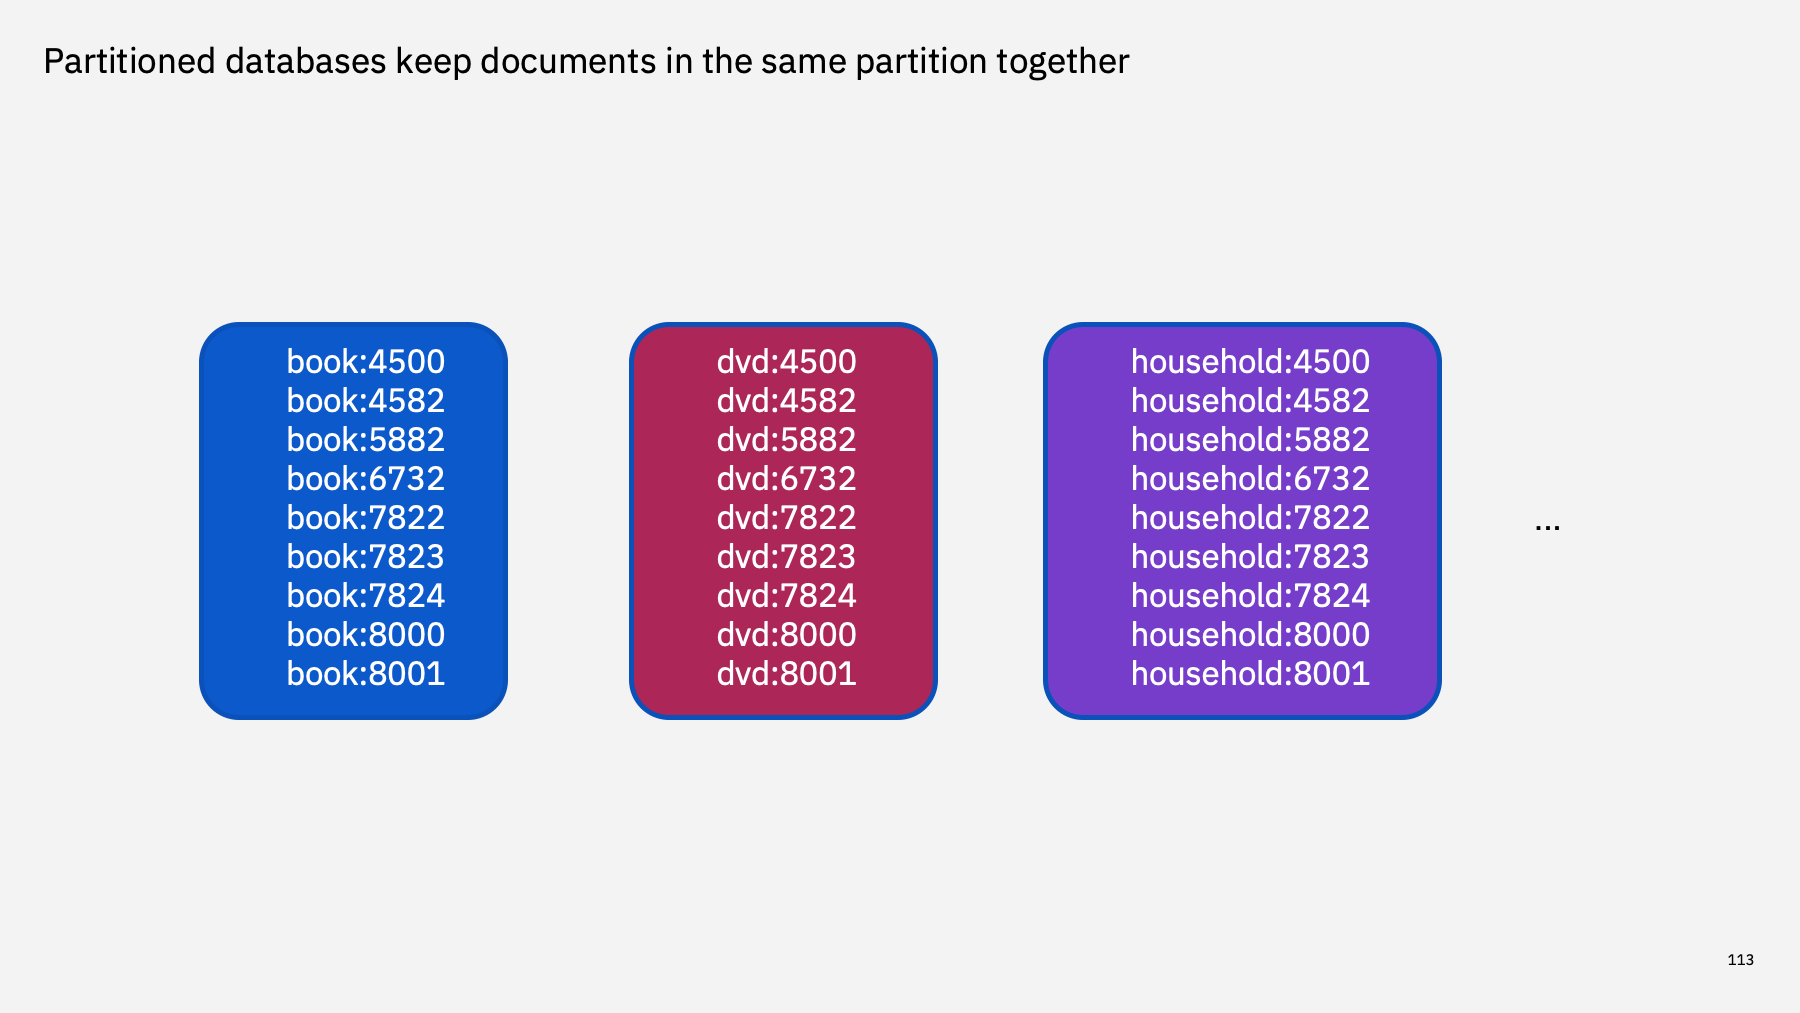 Partitioned databases keep documents in the same partition together
book:4500
book:4582
book:5882
book:6732
book:7822
book:7823
book:7824
book:8000
book:8001
dvd:4500
dvd:4582
dvd:5882
dvd:6732
dvd:7822
dvd:7823
dvd:7824
dvd:8000
dvd:8001
household:4500
household:4582
household:5882
household:6732
household:7822
household:7823
household:7824
household:8000
household:8001
...
113